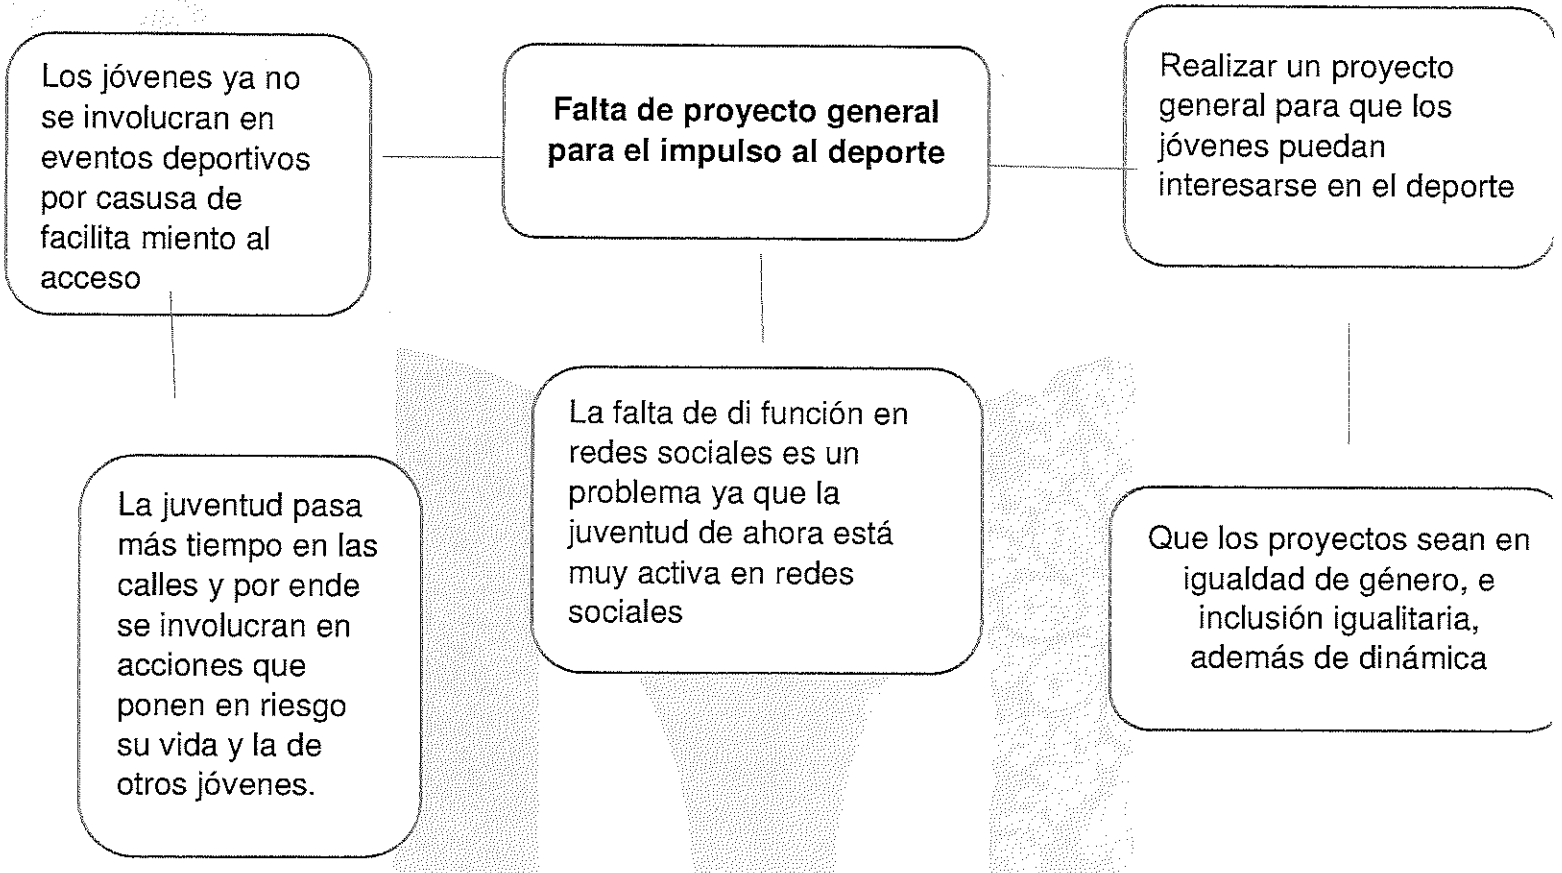 Los jóvenes ya no
se involucran en
eventos deportivos
por casusa de
facilita miento al
acceso
Falta de proyecto general
para el impulso al deporte
Realizar un proyecto
general para que los
jóvenes puedan
interesarse en el deporte
La juventud pasa
más tiempo en las
calles y por ende
se involucran en
acciones que
ponen en riesgo
su vida y la de
otros jóvenes.
La falta de di función en
redes sociales es un
problema ya que la
juventud de ahora está
muy activa en redes
sociales
Que los proyectos sean en
igualdad de género, e
inclusión igualitaria,
además de dinámica